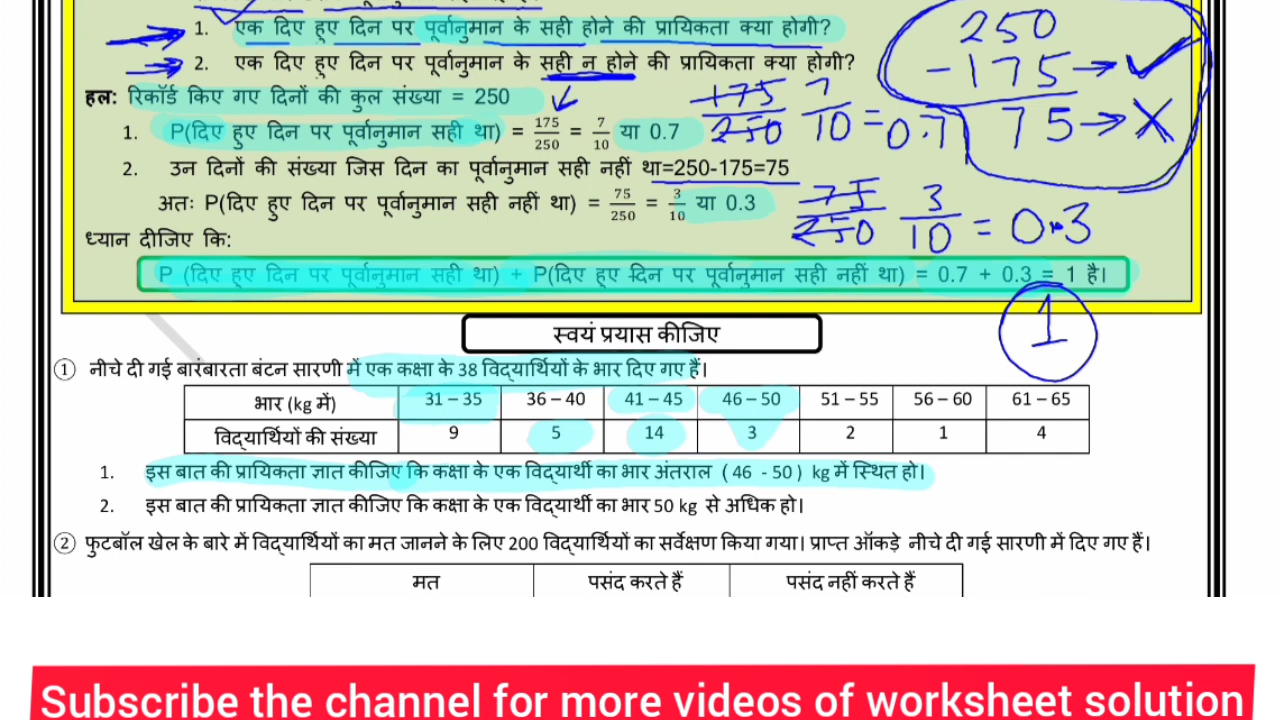 1. एक दिए हुए दिन पर पूर्वानुमान के सही होने की प्रायिकता क्या होगी?
2. एक दिए हुए दिन पर पूर्वानुमान के सही न होने की प्रायिकता क्या होगी?
250
-175→✓
75→X
हल: रिकॉर्ड किए गए दिनों की कुल संख्या = 250
1. P(दिए हुए दिन पर पूर्वानुमान सही था) = 175/250 = 7/10 या 0.7
175/250 7/10 =0.7
2. उन दिनों की संख्या जिस दिन का पूर्वानुमान सही नहीं था=250-175=75
अतः P(दिए हुए दिन पर पूर्वानुमान सही नहीं था) = 75/250 = 3/10 या 0.3
75/250 3/10 = 0.3
ध्यान दीजिए कि:
P (दिए हुए दिन पर पूर्वानुमान सही था) + P(दिए हुए दिन पर पूर्वानुमान सही नहीं था) = 0.7 + 0.3 = 1 है।
1
स्वयं प्रयास कीजिए
① नीचे दी गई बारंबारता बंटन सारणी में एक कक्षा के 38 विद्यार्थियों के भार दिए गए हैं।
भार (kg में) 31 – 35 36 – 40 41 – 45 46 – 50 51 – 55 56 – 60 61 – 65
विद्यार्थियों की संख्या 9 5 14 3 2 1 4
1. इस बात की प्रायिकता ज्ञात कीजिए कि कक्षा के एक विद्यार्थी का भार अंतराल ( 46 - 50 ) kg में स्थित हो।
2. इस बात की प्रायिकता ज्ञात कीजिए कि कक्षा के एक विद्यार्थी का भार 50 kg से अधिक हो।
② फुटबॉल खेल के बारे में विद्यार्थियों का मत जानने के लिए 200 विद्यार्थियों का सर्वेक्षण किया गया। प्राप्त आँकड़े नीचे दी गई सारणी में दिए गए हैं।
मत पसंद करते हैं पसंद नहीं करते हैं
Subscribe the channel for more videos of worksheet solution